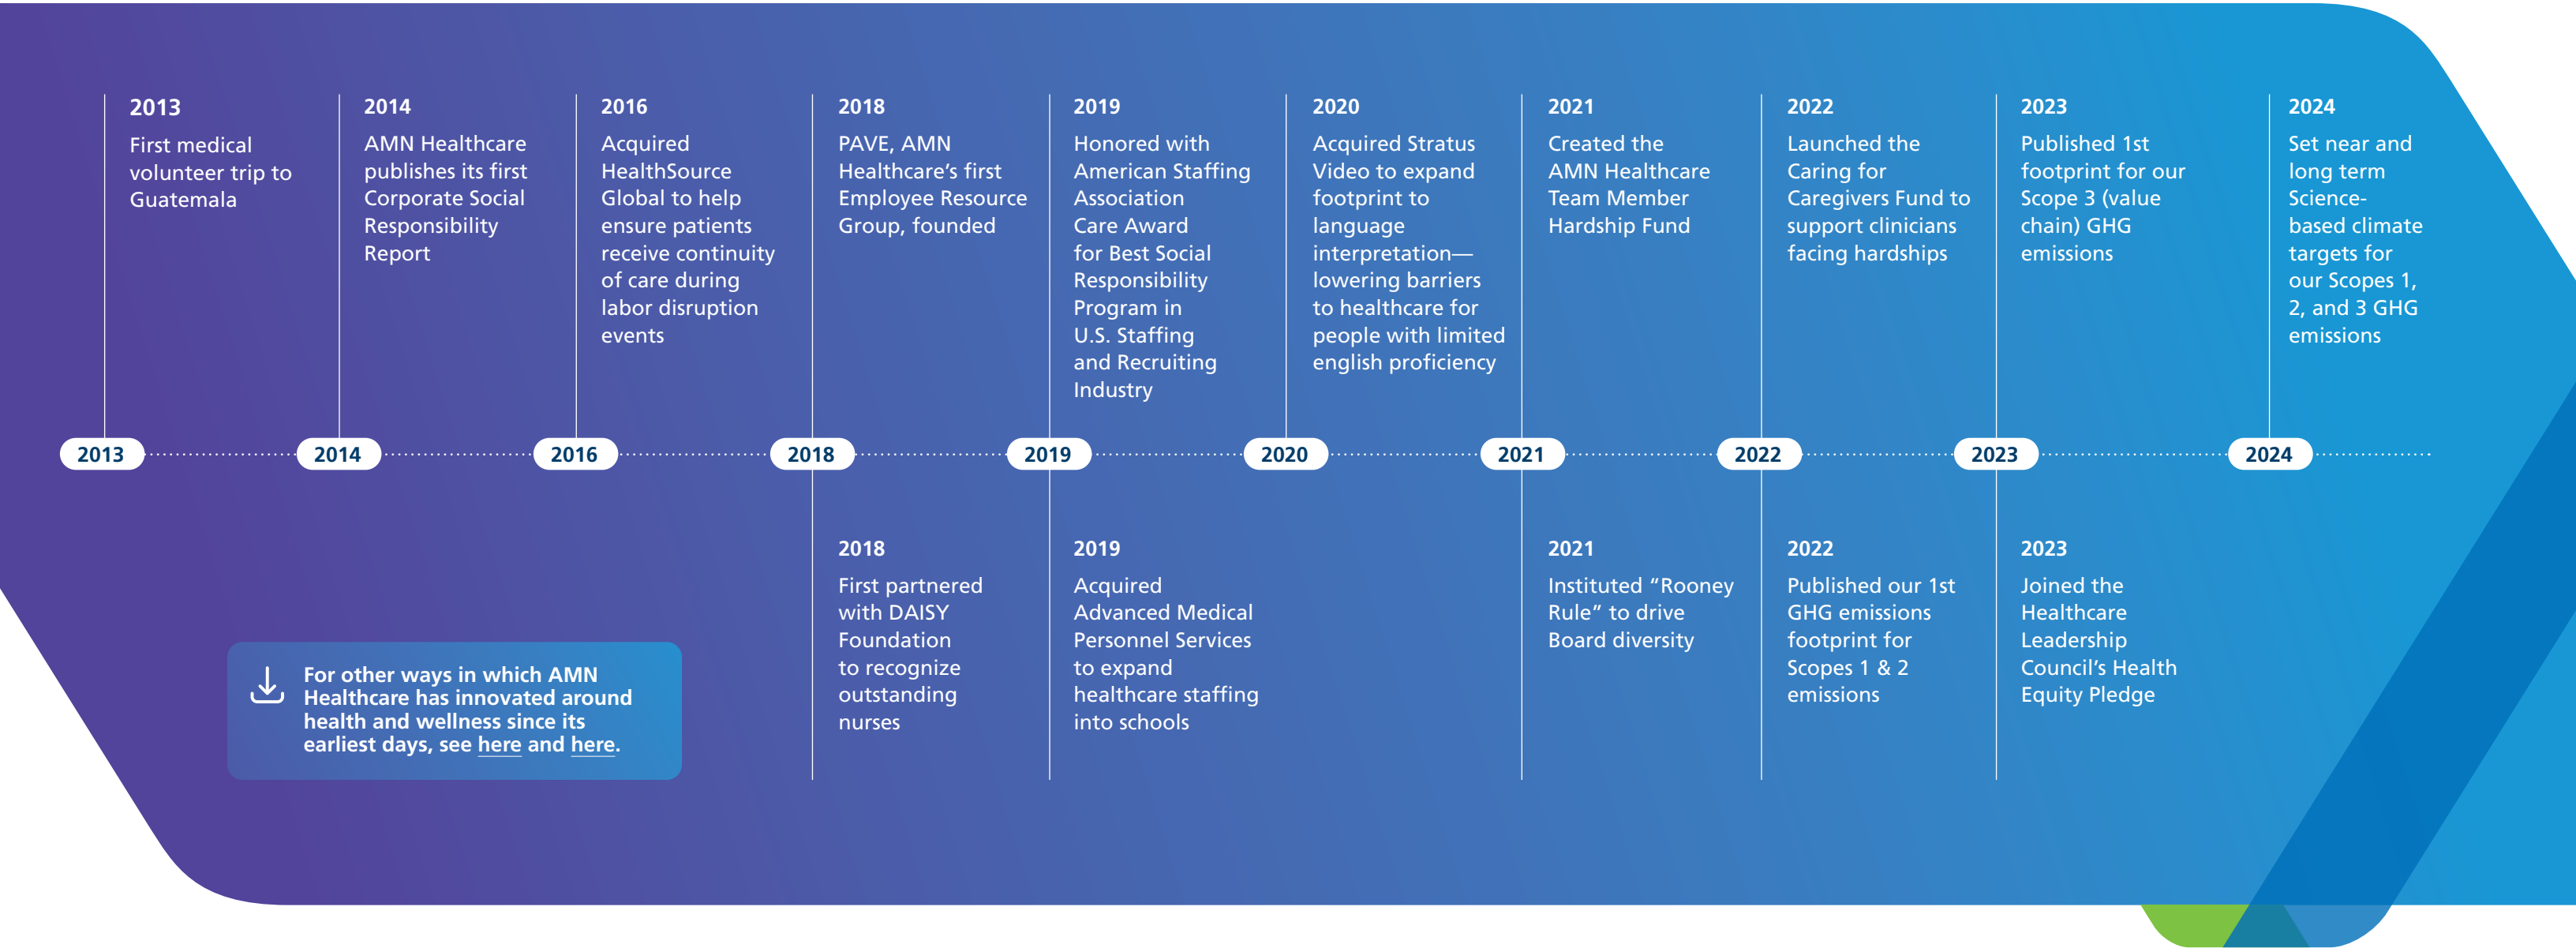 2013
First medical
volunteer trip to
Guatemala
2014
AMN Healthcare
publishes its first
Corporate Social
Responsibility
Report
2016
Acquired
HealthSource
Global to help
ensure patients
receive continuity
of care during
labor disruption
events
2018
PAVE, AMN
Healthcare’s first
Employee Resource
Group, founded
2019
Honored with
American Staffing
Association
Care Award
for Best Social
Responsibility
Program in
U.S. Staffing
and Recruiting
Industry
2020
Acquired Stratus
Video to expand
footprint to
language
interpretation—
lowering barriers
to healthcare for
people with limited
english proficiency
2021
Created the
AMN Healthcare
Team Member
Hardship Fund
2022
Launched the
Caring for
Caregivers Fund to
support clinicians
facing hardships
2023
Published 1st
footprint for our
Scope 3 (value
chain) GHG
emissions
2024
Set near and
long term
Science-
based climate
targets for
our Scopes 1,
2, and 3 GHG
emissions
2013
2014
2016
2018
2019
2020
2021
2022
2023
2024
2018
First partnered
with DAISY
Foundation
to recognize
outstanding
nurses
2019
Acquired
Advanced Medical
Personnel Services
to expand
healthcare staffing
into schools
2021
Instituted “Rooney
Rule” to drive
Board diversity
2022
Published our 1st
GHG emissions
footprint for
Scopes 1 & 2
emissions
2023
Joined the
Healthcare
Leadership
Council’s Health
Equity Pledge
For other ways in which AMN
Healthcare has innovated around
health and wellness since its
earliest days, see here and here.